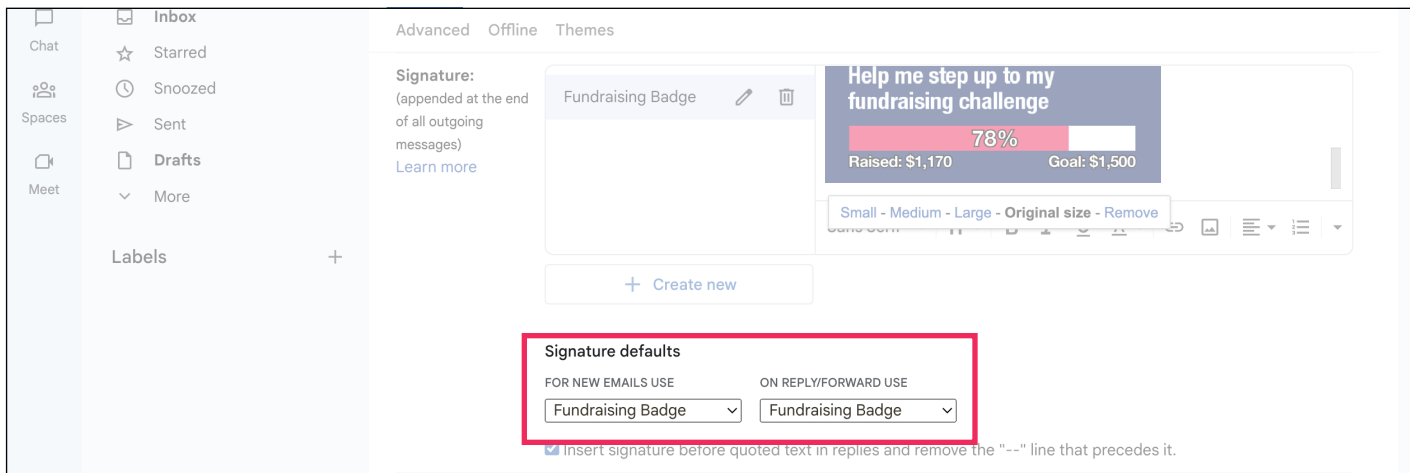 Chat
Spaces
Meet
Inbox
Starred
Snoozed
Sent
Drafts
More
Labels
Advanced Offline Themes
Signature:
(appended at the end
of all outgoing
messages)
Learn more
Fundraising Badge
Help me step up to my
fundraising challenge
78%
Raised: $1,170 Goal: $1,500
Small - Medium - Large - Original size - Remove
Create new
Signature defaults
FOR NEW EMAILS USE ON REPLY/FORWARD USE
Fundraising Badge Fundraising Badge
Insert signature before quoted text in replies and remove the "--" line that precedes it.